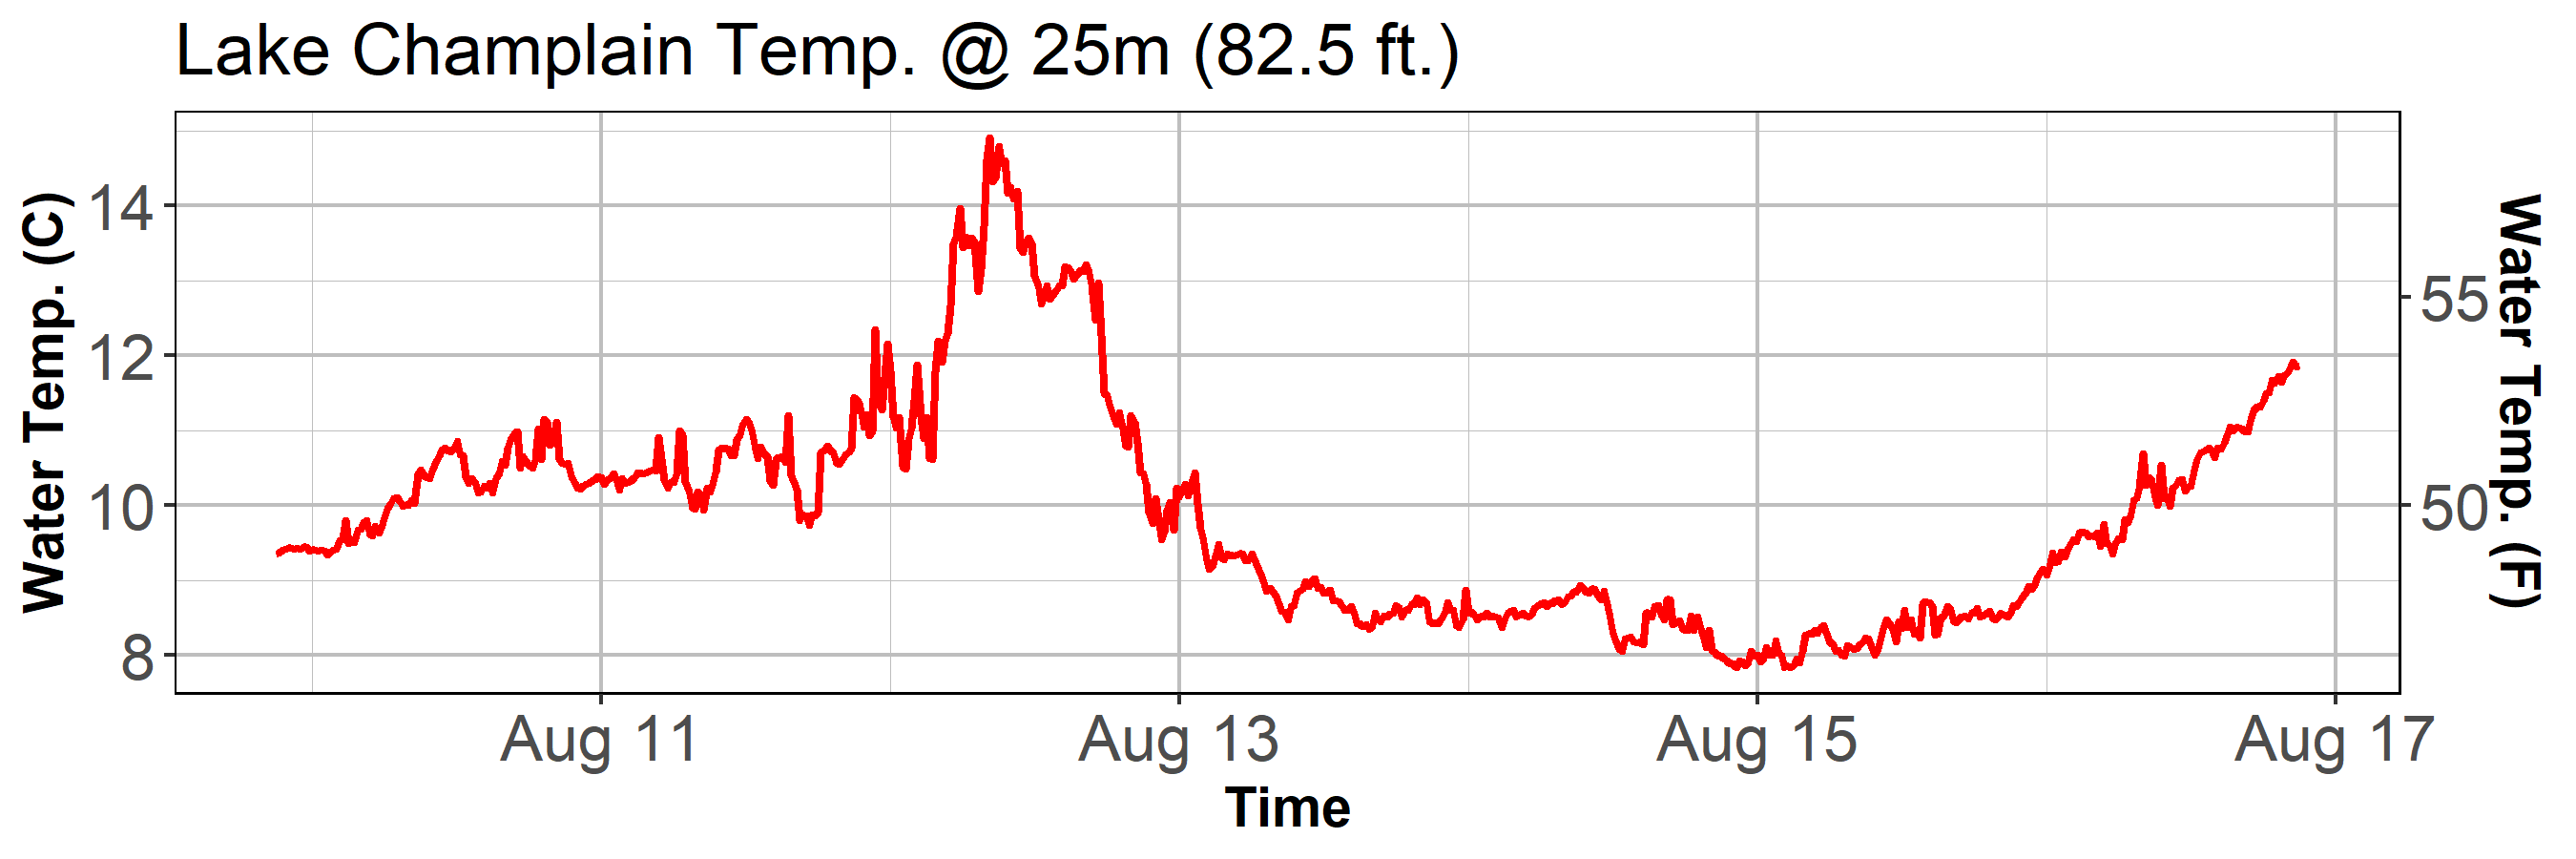 Lake Champlain Temp. @ 25m (82.5 ft.)
Water Temp. (C)
14
12
10
8
55
50
Water Temp. (F)
Aug 11
Aug 13
Aug 15
Aug 17
Time